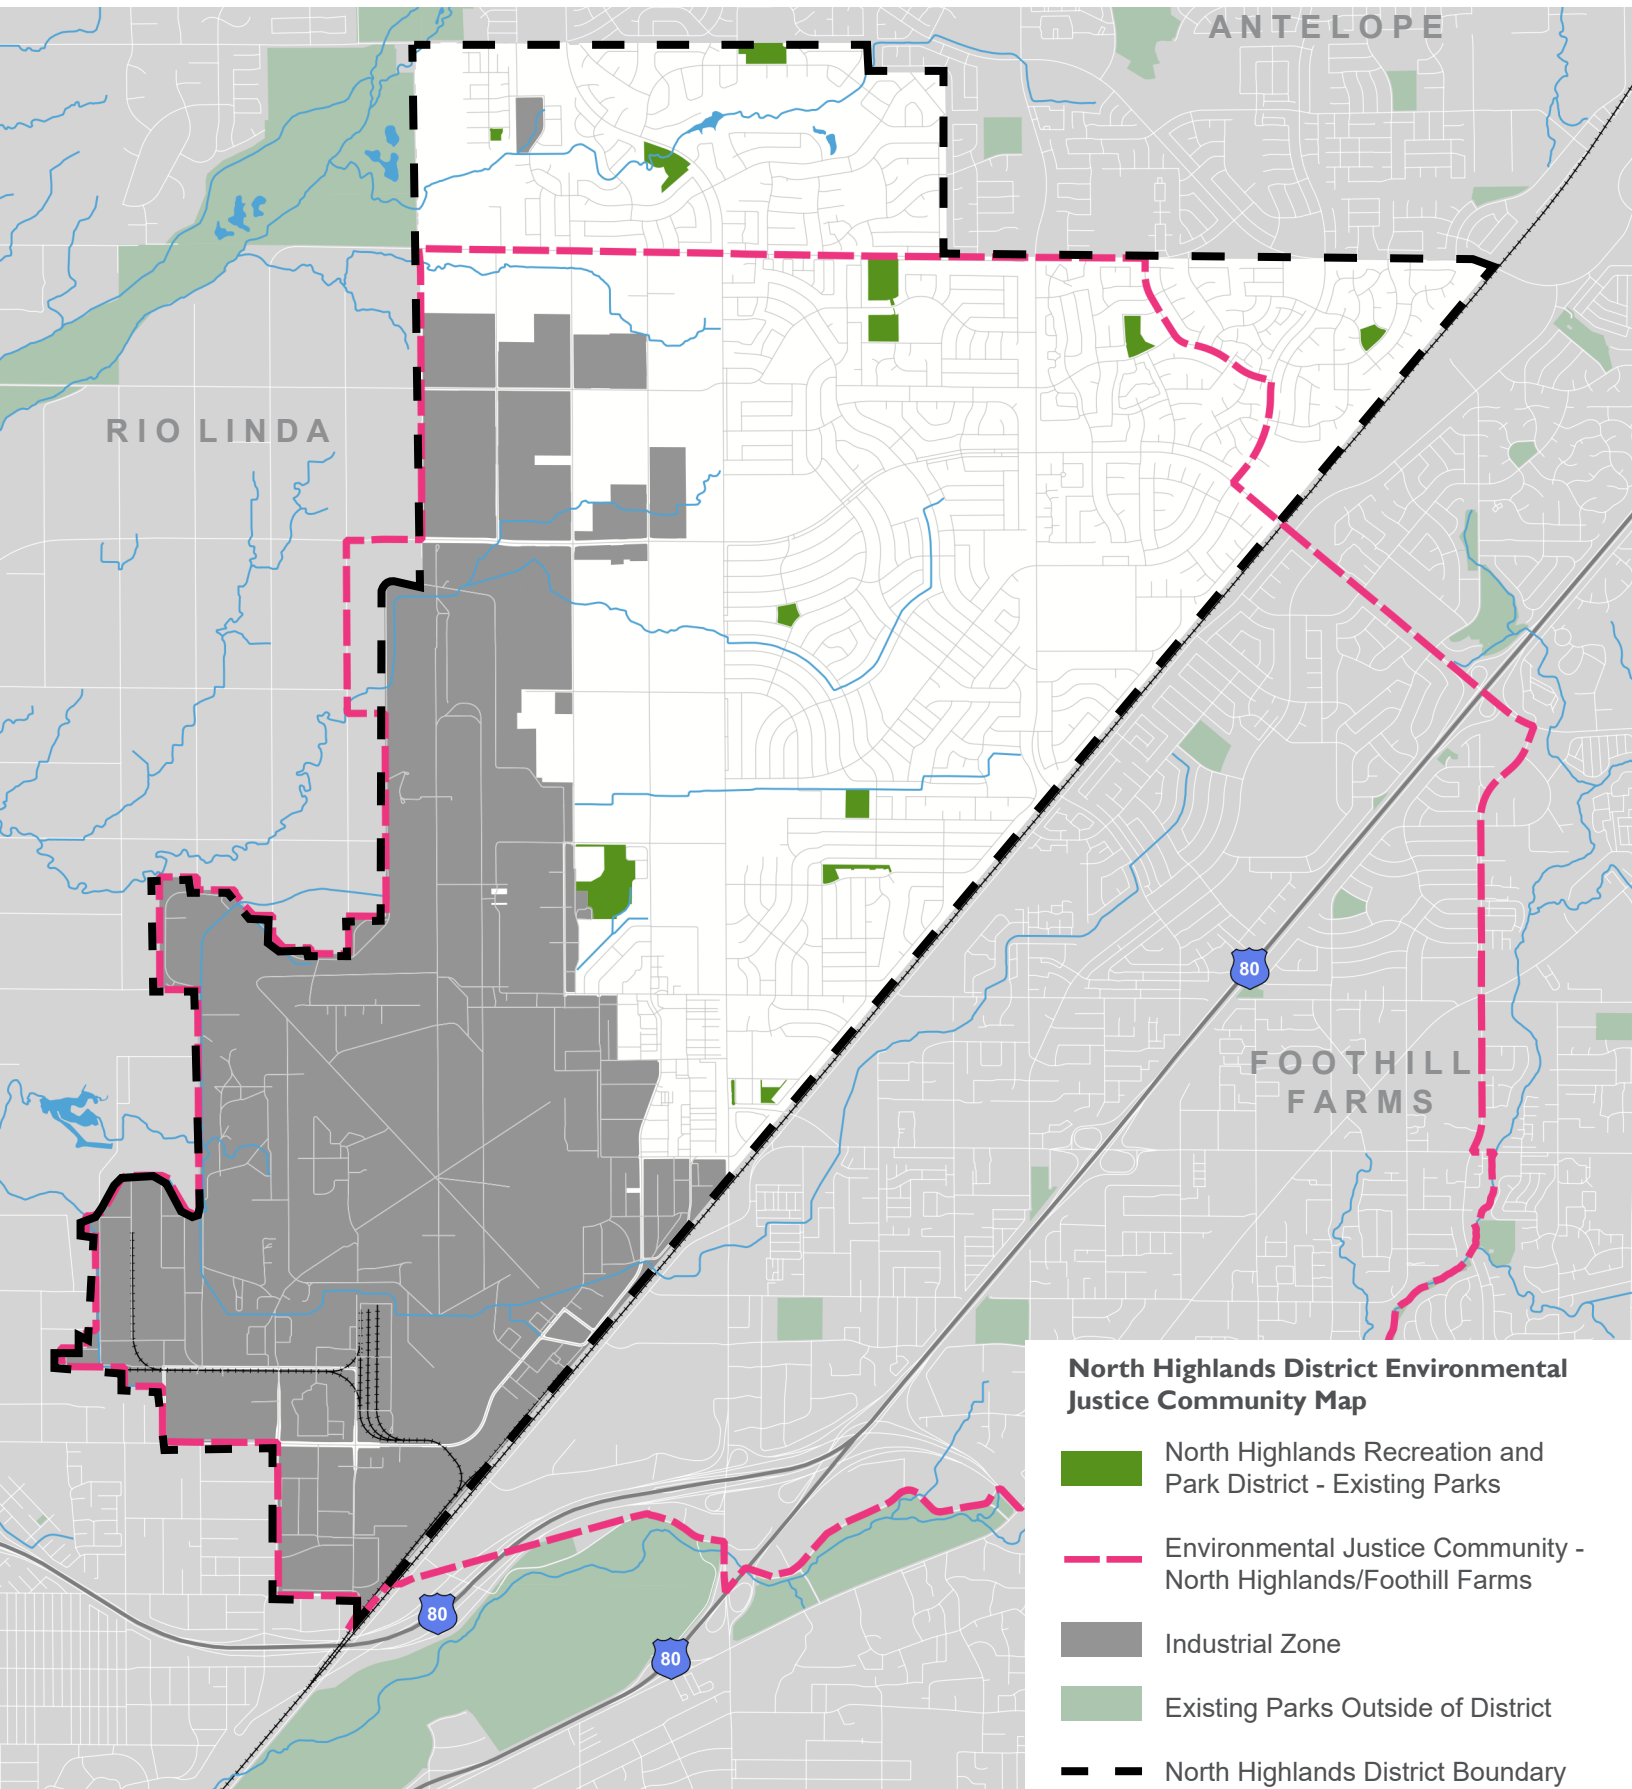 ANTELOPE
RIO LINDA
80
FOOTHILL
FARMS
80
80
North Highlands District Environmental
Justice Community Map
North Highlands Recreation and
Park District - Existing Parks
Environmental Justice Community -
North Highlands/Foothill Farms
Industrial Zone
Existing Parks Outside of District
North Highlands District Boundary